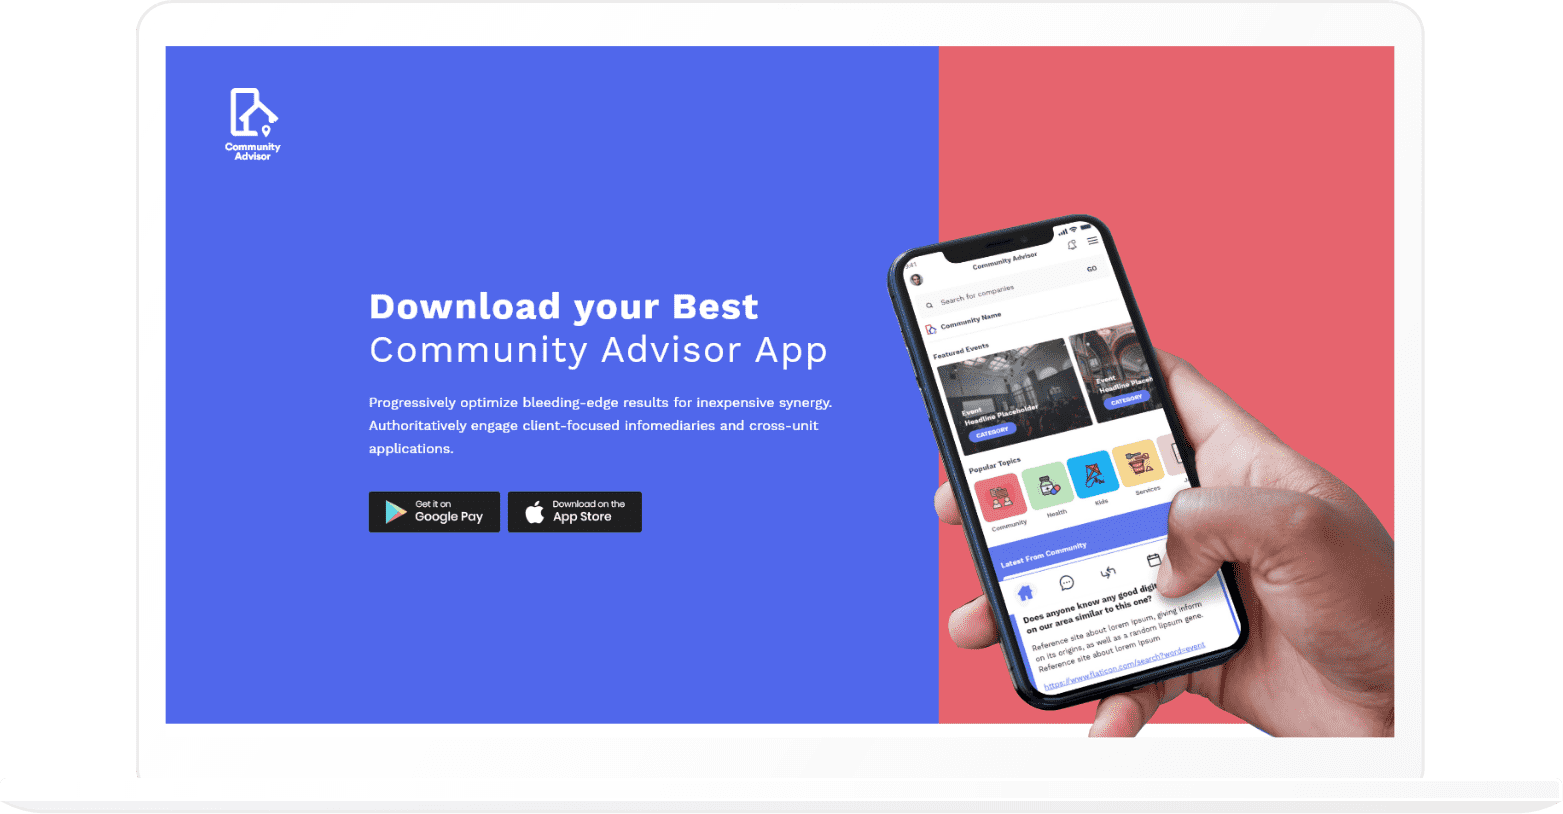 Community
Advisor
Download your Best
Community Advisor App
Progressively optimize bleeding-edge results for inexpensive synergy.
Authoritatively engage client-focused infomediaries and cross-unit
applications.
Get it on
Google Pay
Download on the
App Store
Community Advisor
Search for companies
GO
Community Name
Featured Events
Event
Headline Placeholder
CATEGORY
Event
Headline Placeh
CATEGORY
Popular Topics
Community
Health
Kids
Services
Latest From Community
Does anyone know any good digit
on our area similar to this one?
Reference site about lorem Ipsum, giving inform
on its origins, as well as a random lipsum gene.
Reference site about lorem Ipsum
https://www.flaticon.com/search?word=event